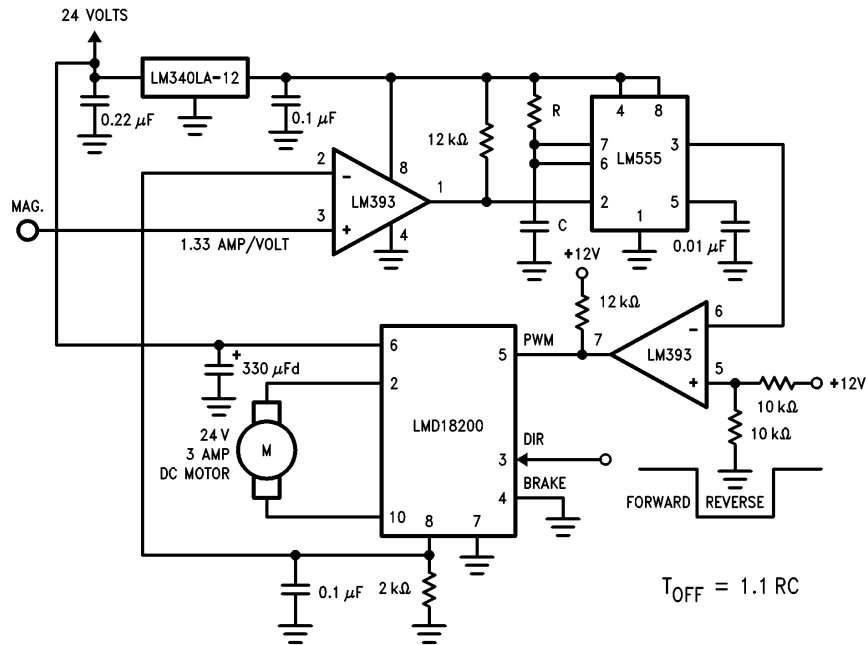 24 VOLTS
LM340LA-12
0.22 µF
0.1 µF
12 kΩ
R
4 8
7
6
LM555
3
2
5
1
C
0.01 µF
2
8
LM393
1
MAG.
3
4
1.33 AMP/VOLT
+12V
12 kΩ
6
PWM
7
LM393
5
+12V
10 kΩ
10 kΩ
6
5
330 µFd
2
LMD18200
24 V
3 AMP
DC MOTOR
M
DIR
3
BRAKE
4
10
8
7
FORWARD
REVERSE
0.1 µF
2 kΩ
TOFF = 1.1 RC